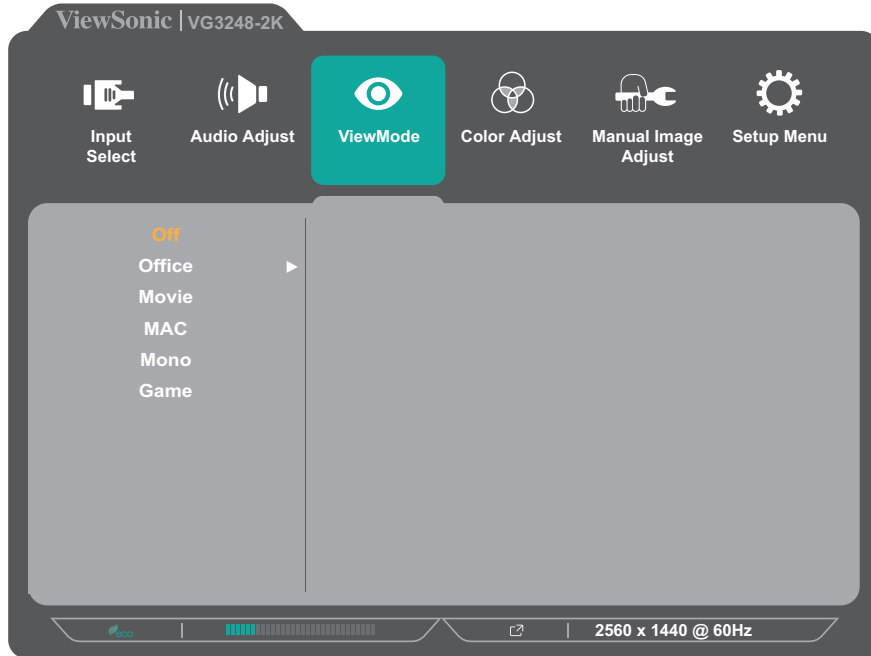 ViewSonic | VG3248-2K
Input
Select
Audio Adjust
ViewMode
Color Adjust
Manual Image
Adjust
Setup Menu
Off
Office
Movie
MAC
Mono
Game
eco
2560 x 1440 @ 60Hz